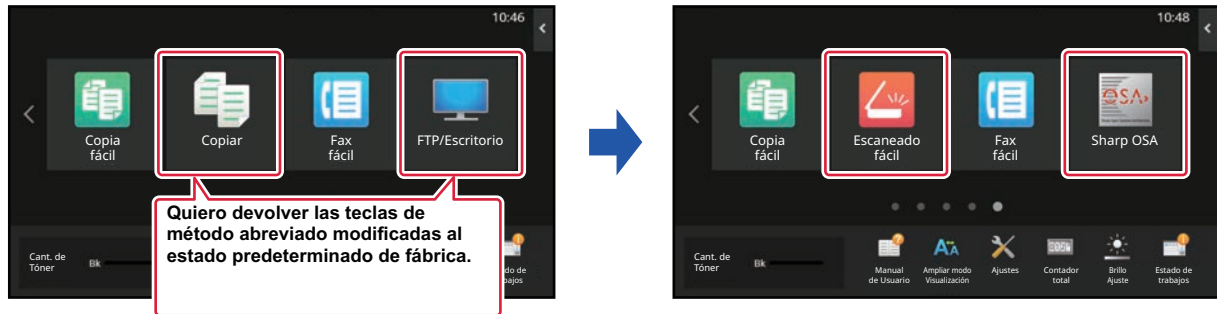 10:46
Copia
fácil
Copiar
Fax
fácil
FTP/Escritorio
Quiero devolver las teclas de
método abreviado modificadas al
estado predeterminado de fábrica.
Cant. de
Tóner
Bk
do de
bajos
10:48
Copia
fácil
Escaneado
fácil
Fax
fácil
OSA
Sharp OSA
Cant. de
Tóner
Bk
Manual
de Usuario
Ampliar modo
Visualización
Ajustes
Contador
total
Brillo
Ajuste
Estado de
trabajos